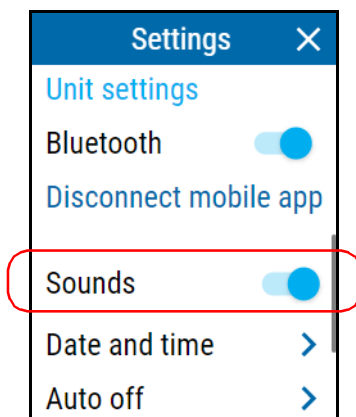 Settings
Unit settings
Bluetooth
Disconnect mobile app
Sounds
Date and time
Auto off